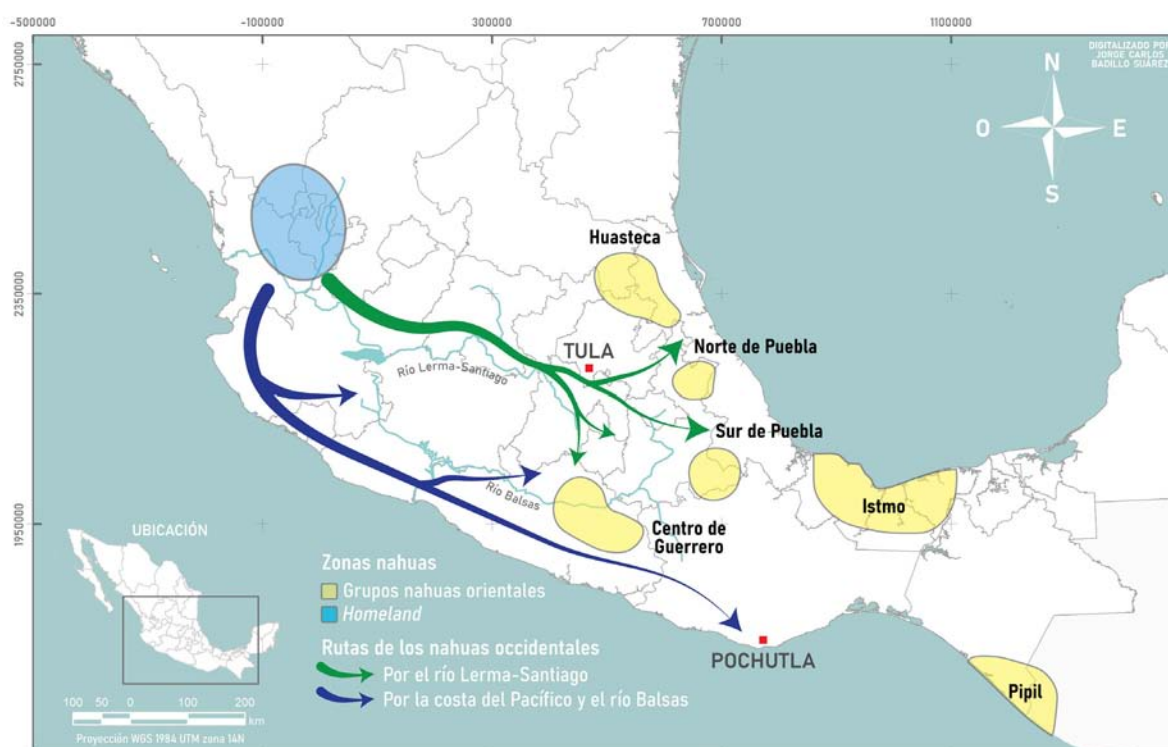 -500000
-100000
300000
7000000
1100000
2750000
2350000
1950000
DIGITALIZADO POR
JORGE CARLOS
BADILLO SUÁREZ
N
O
E
S
Huasteca
TULA
Norte de Puebla
Río Lerma-Santiago
Sur de Puebla
Río Balsas
Istmo
Centro de
Guerrero
POCHUTLA
Pipil
UBICACIÓN
Zonas nahuas
Grupos nahuas orientales
Homeland
Rutas de los nahuas occidentales
Por el río Lerma-Santiago
Por la costa del Pacífico y el río Balsas
100 50 0 100 200
km
Proyección WGS 1984 UTM zona 14N